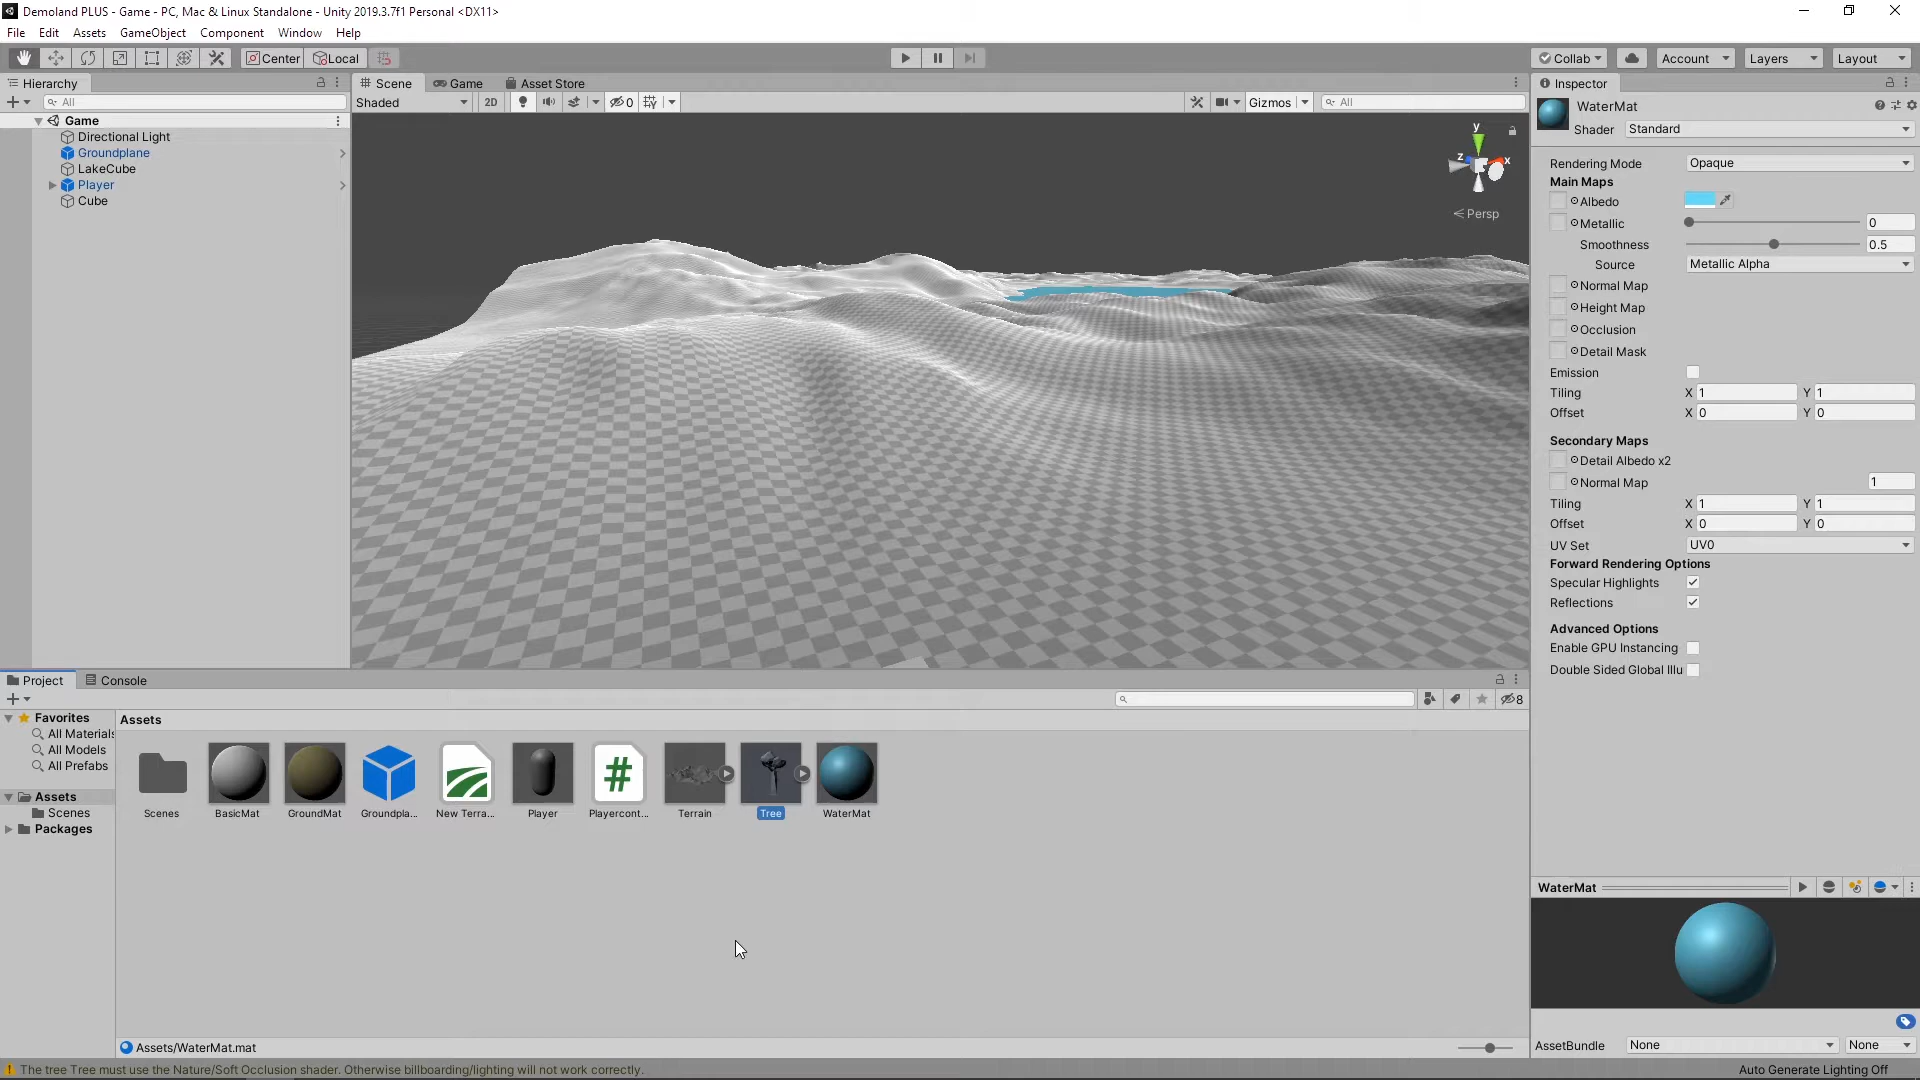 Demoland PLUS - Game - PC, Mac & Linux Standalone - Unity 2019.3.7f1 Personal <DX11>
File Edit Assets GameObject Component Window Help
Center Local Collab Account Layers Layout
Hierarchy
All
Game
Directional Light
Groundplane
LakeCube
Player
Cube
Scene Game Asset Store
Shaded 2D 0 Gizmos All
y
z x
Persp
Inspector
WaterMat
Shader Standard
Rendering Mode Opaque
Main Maps
Albedo
Metallic 0
Smoothness 0.5
Source Metallic Alpha
Normal Map
Height Map
Occlusion
Detail Mask
Emission
Tiling X 1 Y 1
Offset X 0 Y 0
Secondary Maps
Detail Albedo x2
Normal Map 1
Tiling X 1 Y 1
Offset X 0 Y 0
UV Set UV0
Forward Rendering Options
Specular Highlights
Reflections
Advanced Options
Enable GPU Instancing
Double Sided Global Illu
Project Console
8
Favorites
All Materials
All Models
All Prefabs
Assets
Scenes
Packages
Assets
Scenes BasicMat GroundMat Groundpla... New Terra... Player Playercont... Terrain Tree WaterMat
Assets/WaterMat.mat
WaterMat
AssetBundle None None
The tree Tree must use the Nature/Soft Occlusion shader. Otherwise billboarding/lighting will not work correctly.
Auto Generate Lighting Off